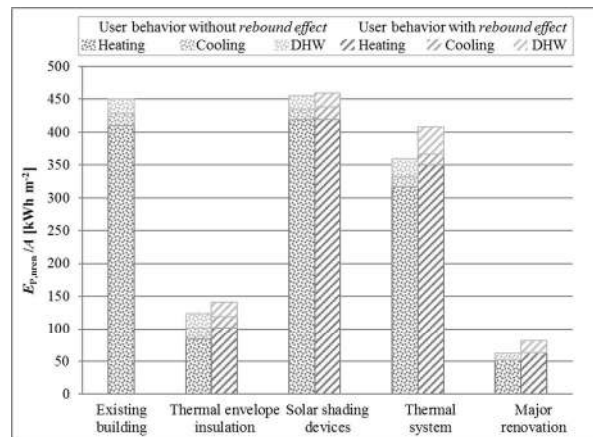 User behavior without rebound effect User behavior with rebound effect
Heating Cooling DHW Heating Cooling DHW
500
450
400
350
300
250
200
150
100
50
0
E_P,nren /A [kWh m⁻²]
Existing building
Thermal envelope insulation
Solar shading devices
Thermal system
Major renovation